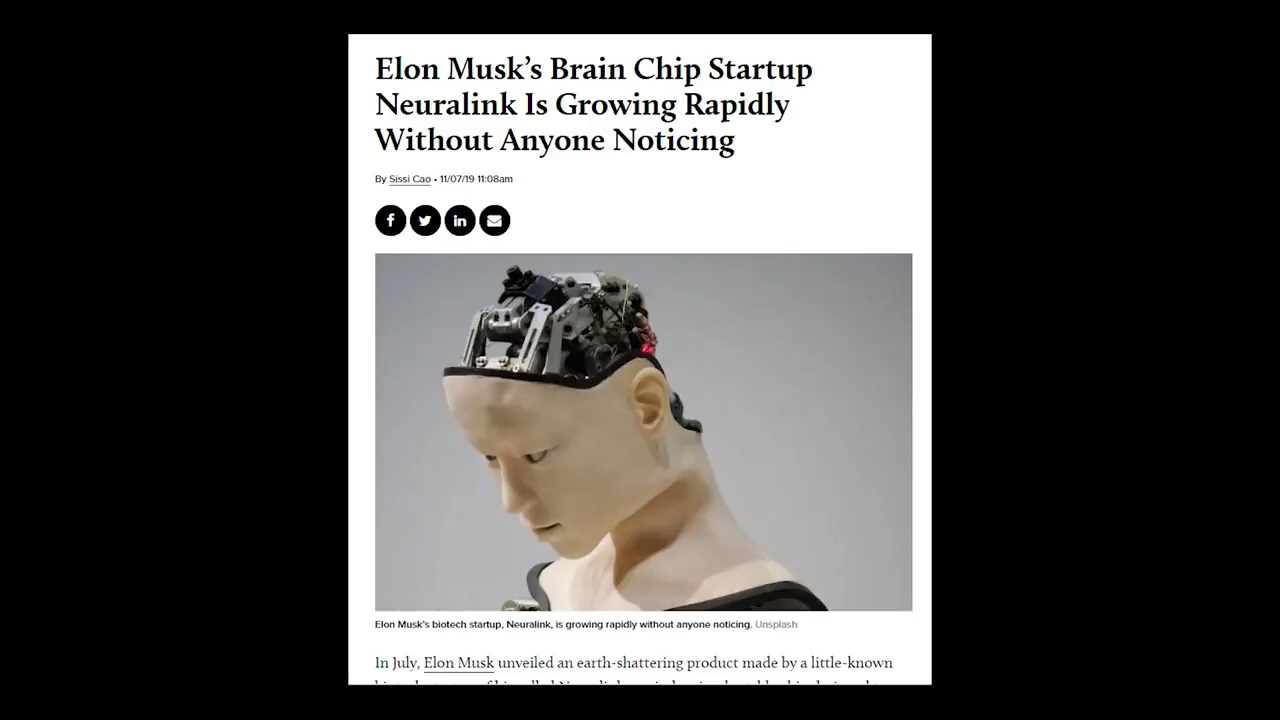 Elon Musk’s Brain Chip Startup
Neuralink Is Growing Rapidly
Without Anyone Noticing
By Sissi Cao • 11/07/19 11:08am
Elon Musk’s biotech startup, Neuralink, is growing rapidly without anyone noticing. Unsplash
In July, Elon Musk unveiled an earth-shattering product made by a little-known